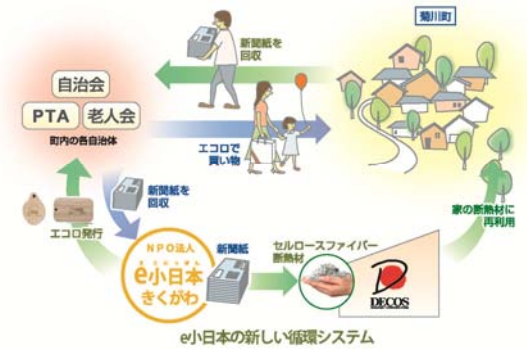 菊川町
新聞紙を
回収
自治会
PTA
老人会
町内の各自治体
エコロで
買い物
新聞紙を
回収
エコロ発行
家の断熱材に
再利用
NPO法人
e小日本
きくがわ
新聞紙
セルロースファイバー
断熱材
DECOS
e小日本の新しい循環システム